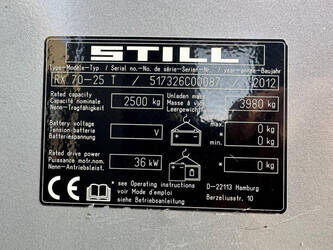 STILL
Type-Modèle-Typ / Serial no.-No. de série-Serien-Nr. / year-année-Baujahr
RX 70-25 T / 517326C00087 / 2012
Rated capacity
Capacité nominale
Nenn-Tragfähigkeit
2500 kg
Unladen mass
Masse à vide
Leergewicht
3980 kg
Battery voltage
Tension-batterie
Batteriespannung
V
* max
0 kg
min
* 0 kg
Rated drive power
Puissance motr.nom.
Nenn-Antriebsleist.
36 kW
* 0 kg
CE
* see Operating instructions
voir Mode d'emploi
siehe Betriebsanleitung
D-22113 Hamburg
Berzeliusstr. 10